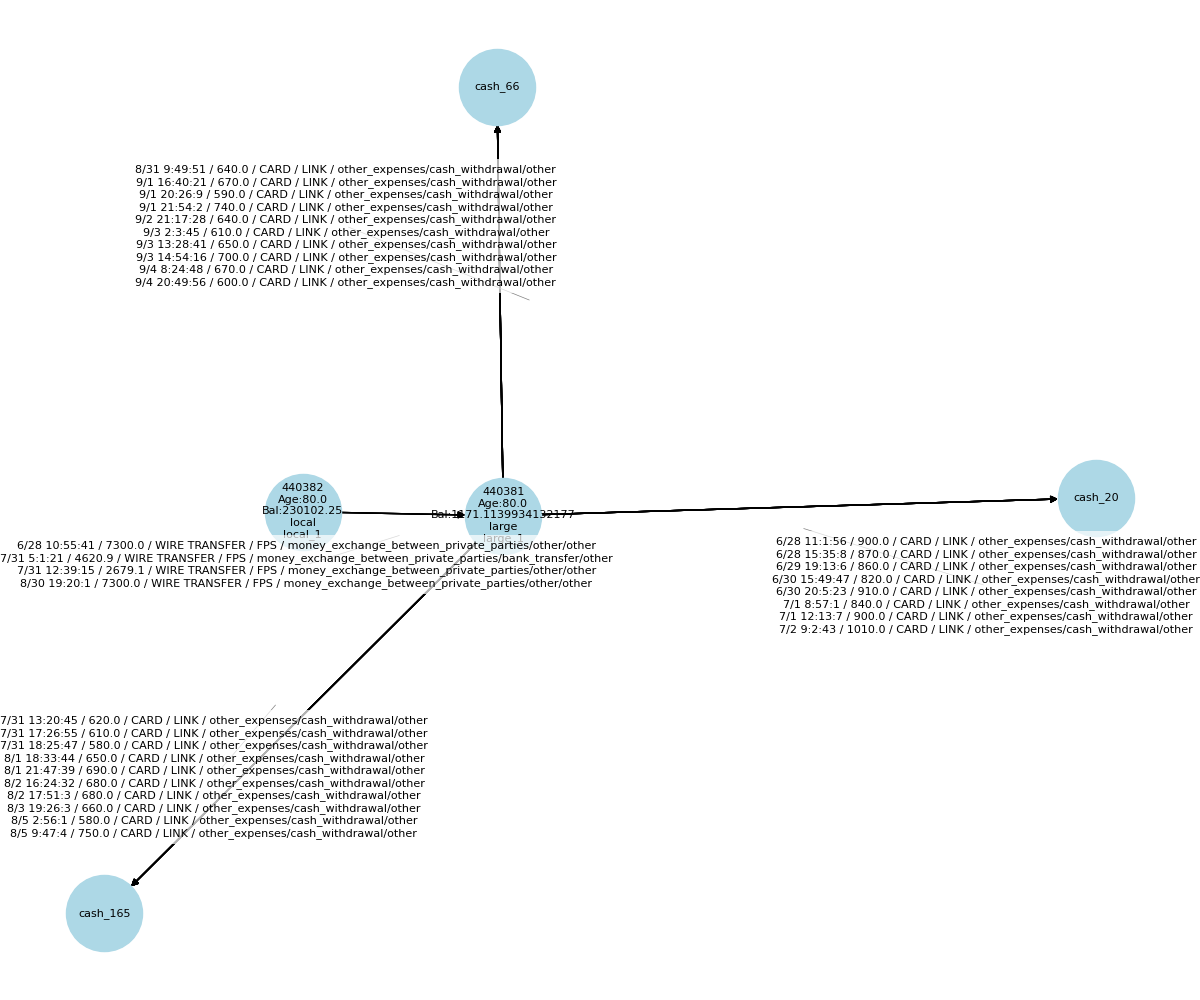 cash_66
8/31 9:49:51 / 640.0 / CARD / LINK / other_expenses/cash_withdrawal/other
9/1 16:40:21 / 670.0 / CARD / LINK / other_expenses/cash_withdrawal/other
9/1 20:26:9 / 590.0 / CARD / LINK / other_expenses/cash_withdrawal/other
9/1 21:54:2 / 740.0 / CARD / LINK / other_expenses/cash_withdrawal/other
9/2 21:17:28 / 640.0 / CARD / LINK / other_expenses/cash_withdrawal/other
9/3 2:3:45 / 610.0 / CARD / LINK / other_expenses/cash_withdrawal/other
9/3 13:28:41 / 650.0 / CARD / LINK / other_expenses/cash_withdrawal/other
9/3 14:54:16 / 700.0 / CARD / LINK / other_expenses/cash_withdrawal/other
9/4 8:24:48 / 670.0 / CARD / LINK / other_expenses/cash_withdrawal/other
9/4 20:49:56 / 600.0 / CARD / LINK / other_expenses/cash_withdrawal/other
440382
Age:80.0
Bal:230102.25
local
local_1
440381
Age:80.0
Bal:1171.1139934132177
large
large_1
cash_20
6/28 10:55:41 / 7300.0 / WIRE TRANSFER / FPS / money_exchange_between_private_parties/other/other
7/31 5:1:21 / 4620.9 / WIRE TRANSFER / FPS / money_exchange_between_private_parties/bank_transfer/other
7/31 12:39:15 / 2679.1 / WIRE TRANSFER / FPS / money_exchange_between_private_parties/other/other
8/30 19:20:1 / 7300.0 / WIRE TRANSFER / FPS / money_exchange_between_private_parties/other/other
6/28 11:1:56 / 900.0 / CARD / LINK / other_expenses/cash_withdrawal/other
6/28 15:35:8 / 870.0 / CARD / LINK / other_expenses/cash_withdrawal/other
6/29 19:13:6 / 860.0 / CARD / LINK / other_expenses/cash_withdrawal/other
6/30 15:49:47 / 820.0 / CARD / LINK / other_expenses/cash_withdrawal/other
6/30 20:5:23 / 910.0 / CARD / LINK / other_expenses/cash_withdrawal/other
7/1 8:57:1 / 840.0 / CARD / LINK / other_expenses/cash_withdrawal/other
7/1 12:13:7 / 900.0 / CARD / LINK / other_expenses/cash_withdrawal/other
7/2 9:2:43 / 1010.0 / CARD / LINK / other_expenses/cash_withdrawal/other
7/31 13:20:45 / 620.0 / CARD / LINK / other_expenses/cash_withdrawal/other
7/31 17:26:55 / 610.0 / CARD / LINK / other_expenses/cash_withdrawal/other
7/31 18:25:47 / 580.0 / CARD / LINK / other_expenses/cash_withdrawal/other
8/1 18:33:44 / 650.0 / CARD / LINK / other_expenses/cash_withdrawal/other
8/1 21:47:39 / 690.0 / CARD / LINK / other_expenses/cash_withdrawal/other
8/2 16:24:32 / 680.0 / CARD / LINK / other_expenses/cash_withdrawal/other
8/2 17:51:3 / 680.0 / CARD / LINK / other_expenses/cash_withdrawal/other
8/3 19:26:3 / 660.0 / CARD / LINK / other_expenses/cash_withdrawal/other
8/5 2:56:1 / 580.0 / CARD / LINK / other_expenses/cash_withdrawal/other
8/5 9:47:4 / 750.0 / CARD / LINK / other_expenses/cash_withdrawal/other
cash_165